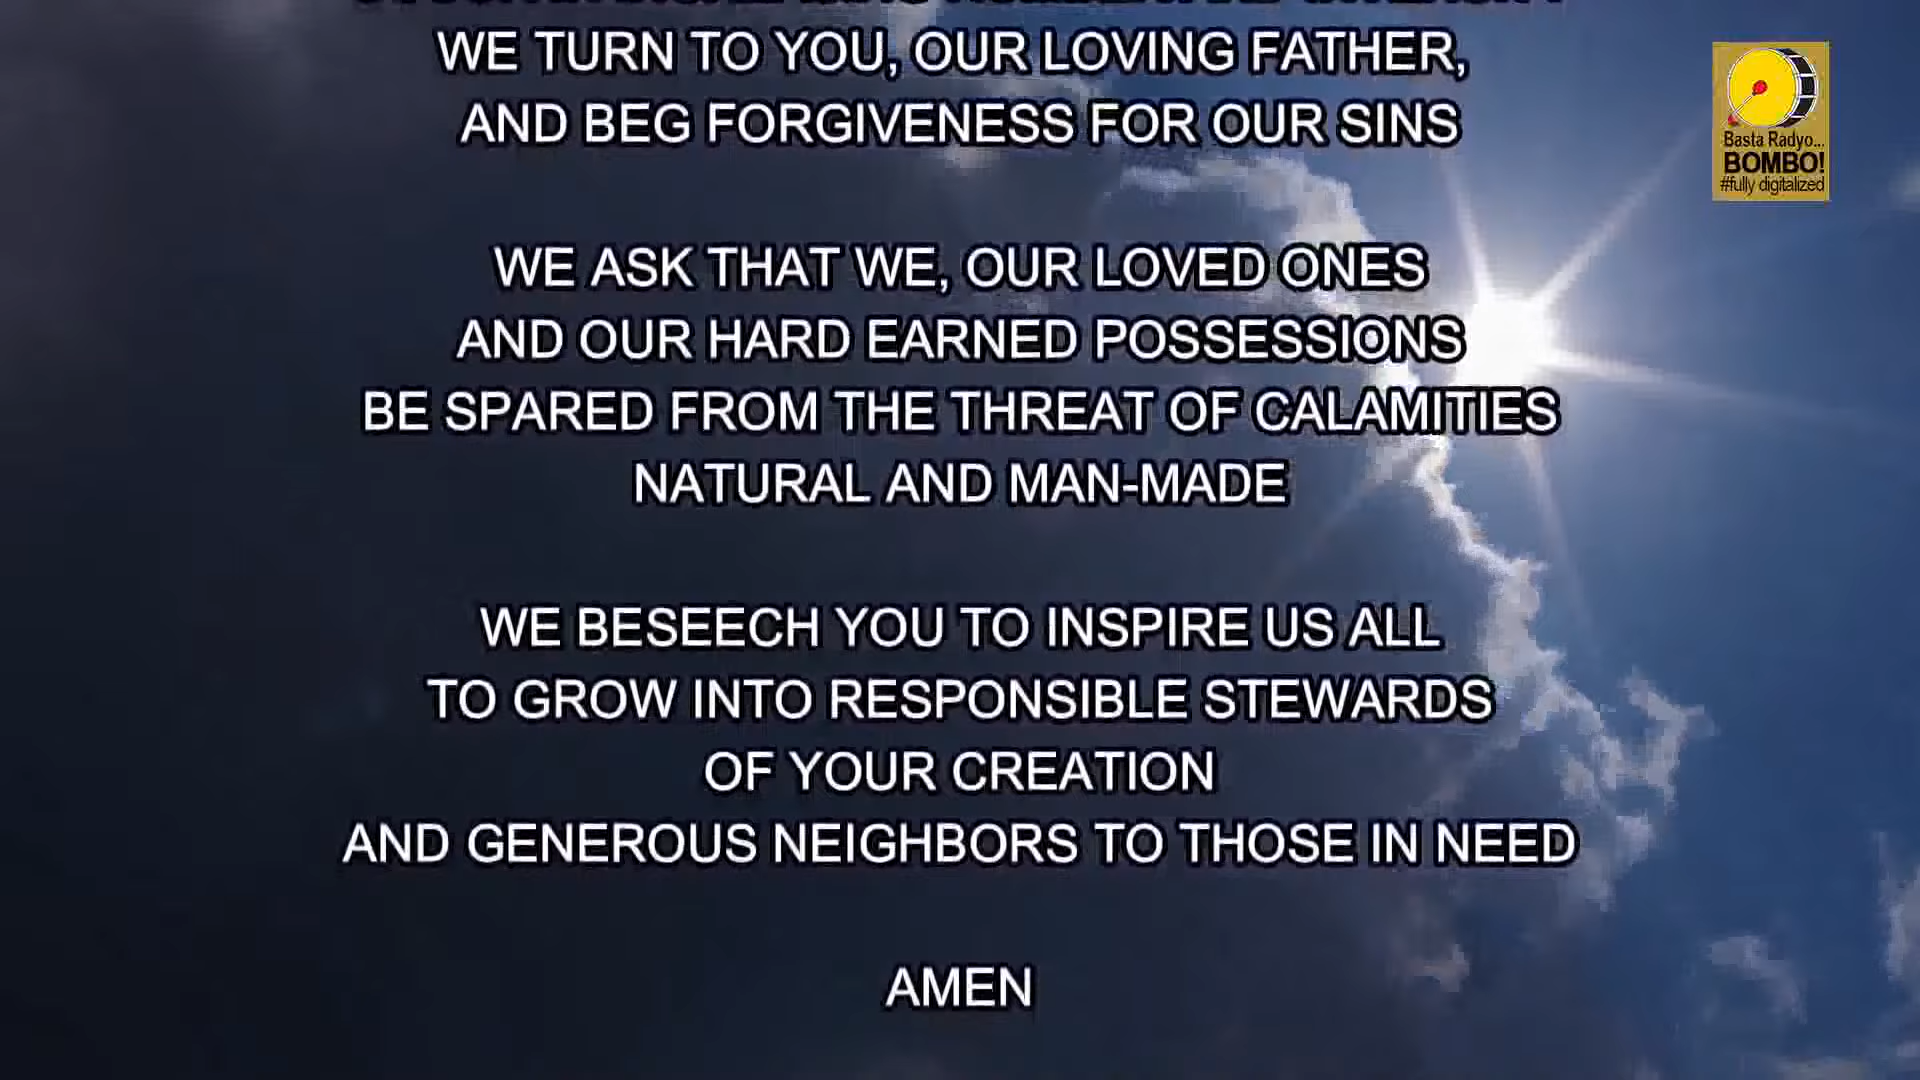 WE TURN TO YOU, OUR LOVING FATHER,
AND BEG FORGIVENESS FOR OUR SINS
WE ASK THAT WE, OUR LOVED ONES
AND OUR HARD EARNED POSSESSIONS
BE SPARED FROM THE THREAT OF CALAMITIES
NATURAL AND MAN-MADE
WE BESEECH YOU TO INSPIRE US ALL
TO GROW INTO RESPONSIBLE STEWARDS
OF YOUR CREATION
AND GENEROUS NEIGHBORS TO THOSE IN NEED
AMEN
Basta Radyo...
BOMBO!
#fully digitalized